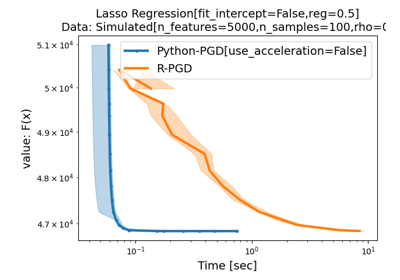 Lasso Regression[fit_intercept=False,reg=0.5]
Data: Simulated[n_features=5000,n_samples=100,rho=0
Python-PGD[use_acceleration=False]
R-PGD
value: F(x)
5.1 × 10⁴
5 × 10⁴
4.9 × 10⁴
4.8 × 10⁴
4.7 × 10⁴
10⁻¹
10⁰
10¹
Time [sec]